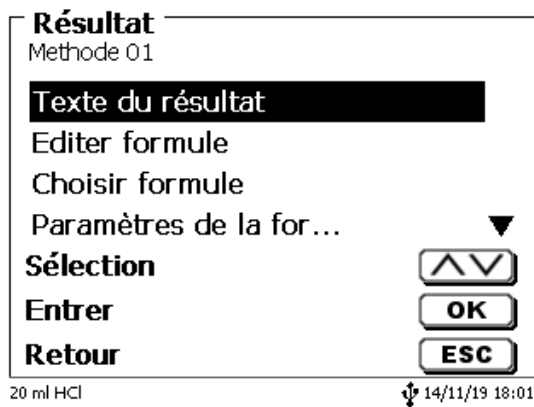 Résultat
Methode 01
Texte du résultat
Editer formule
Choisir formule
Paramètres de la for...
Sélection
Entrer OK
Retour ESC
20 ml HCl 14/11/19 18:01